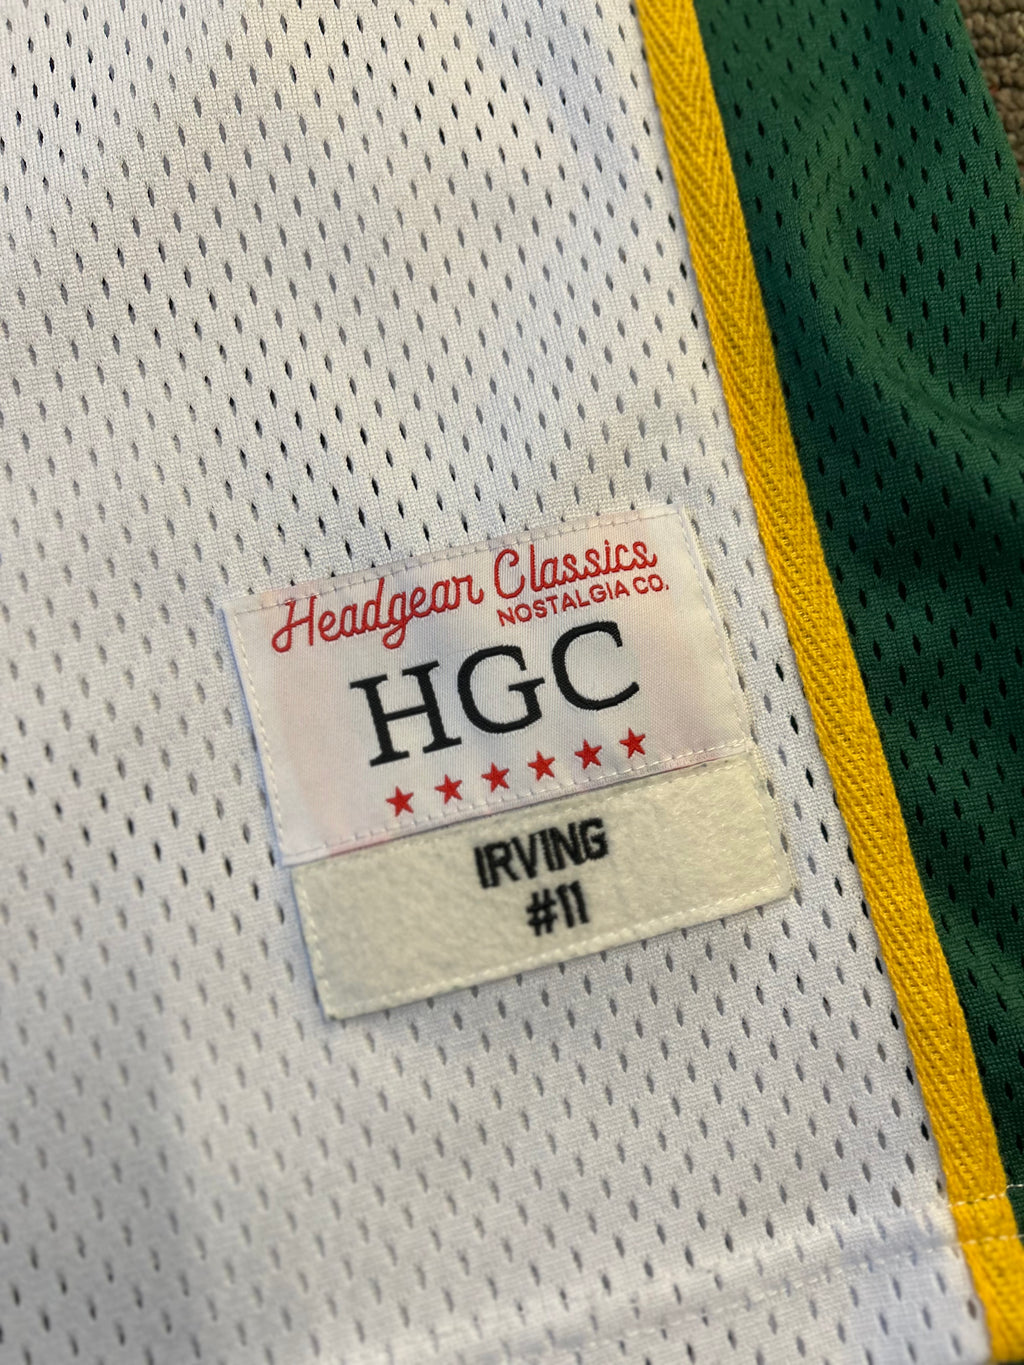 Headgear Classics
NOSTALGIA CO.
HGC
IRVING
#11